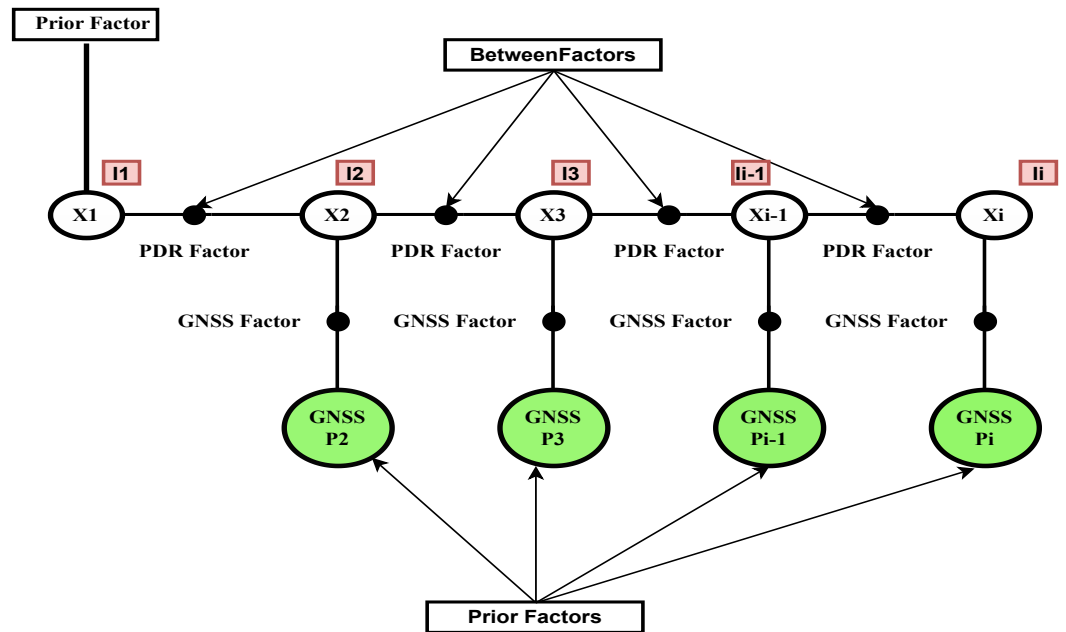 Prior Factor
BetweenFactors
I1
I2
I3
Ii-1
Ii
X1
X2
X3
Xi-1
Xi
PDR Factor
PDR Factor
PDR Factor
PDR Factor
GNSS Factor
GNSS Factor
GNSS Factor
GNSS Factor
GNSS
P2
GNSS
P3
GNSS
Pi-1
GNSS
Pi
Prior Factors